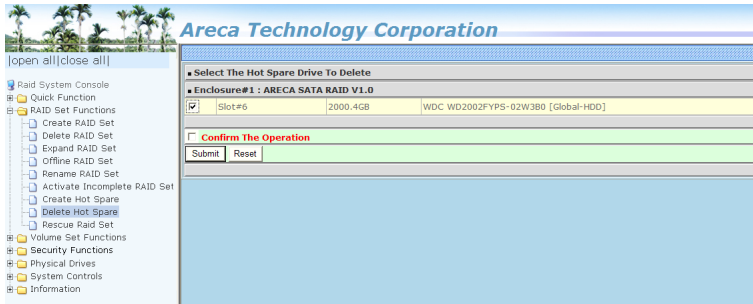 Areca Technology Corporation
|open all|close all|
Raid System Console
Quick Function
RAID Set Functions
Create RAID Set
Delete RAID Set
Expand RAID Set
Offline RAID Set
Rename RAID Set
Activate Incomplete RAID Set
Create Hot Spare
Delete Hot Spare
Rescue Raid Set
Volume Set Functions
Security Functions
Physical Drives
System Controls
Information
Select The Hot Spare Drive To Delete
Enclosure#1 : ARECA SATA RAID V1.0
Slot#6 2000.4GB WDC WD2002FYPS-02W3B0 [Global-HDD]
Confirm The Operation
Submit Reset